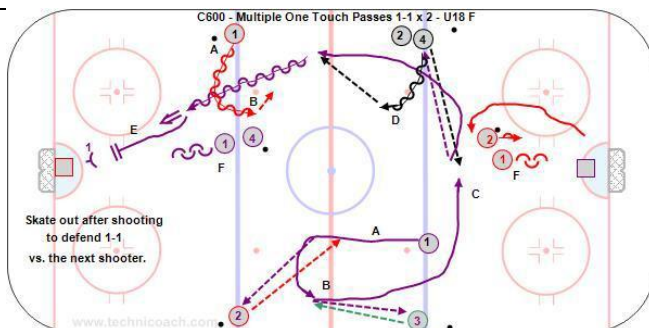 C600 - Multiple One Touch Passes 1-1 x 2 - U18 F
1
2
4
A
B
D
E
2
1
4
1
1
F
F
C
Skate out after shooting
to defend 1-1
vs. the next shooter.
A
1
B
2
3
www.technicoach.com